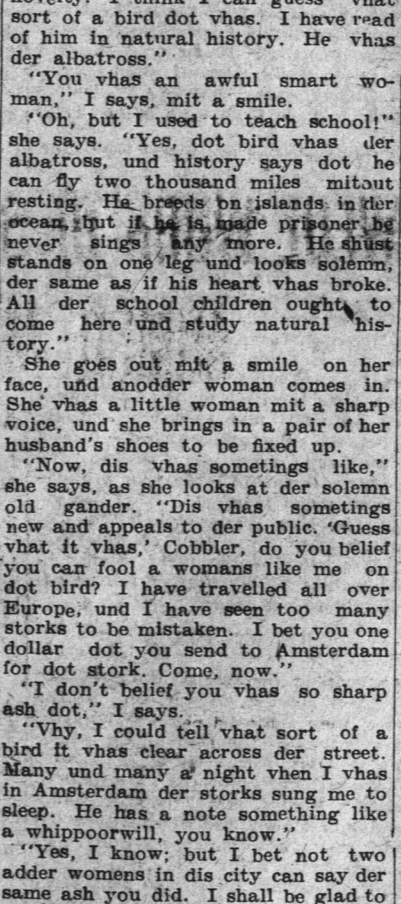 novelty? I think I can guess vhat
sort of a bird dot vhas. I have read
of him in natural history. He vhas
der albatross."
"You vhas an awful smart wo-
man," I says, mit a smile.
"Oh, but I used to teach school!"
she says. "Yes, dot bird vhas der
albatross, und history says dot he
can fly two thousand miles mitout
resting. He breeds on islands in der
ocean, but if he is made prisoner he
never sings any more. He shust
stands on one leg und looks solemn,
der same as if his heart vhas broke.
All der school children ought to
come here und study natural his-
tory."
She goes out mit a smile on her
face, und anodder woman comes in.
She vhas a little woman mit a sharp
voice, und she brings in a pair of her
husband's shoes to be fixed up.
"Now, dis vhas sometings like,"
she says, as she looks at der solemn
old gander. "Dis vhas sometings
new and appeals to der public. 'Guess
vhat it vhas,' Cobbler, do you belief
you can fool a womans like me on
dot bird? I have travelled all over
Europe, und I have seen too many
storks to be mistaken. I bet you one
dollar dot you send to Amsterdam
for dot stork. Come, now."
"I don't belief you vhas so sharp
ash dot," I says.
"Vhy, I could tell vhat sort of a
bird it vhas clear across der street.
Many und many a night vhen I vhas
in Amsterdam der storks sung me to
sleep. He has a note something like
a whippoorwill, you know."
"Yes, I know; but I bet not two
adder womens in dis city can say der
same ash you did. I shall be glad to